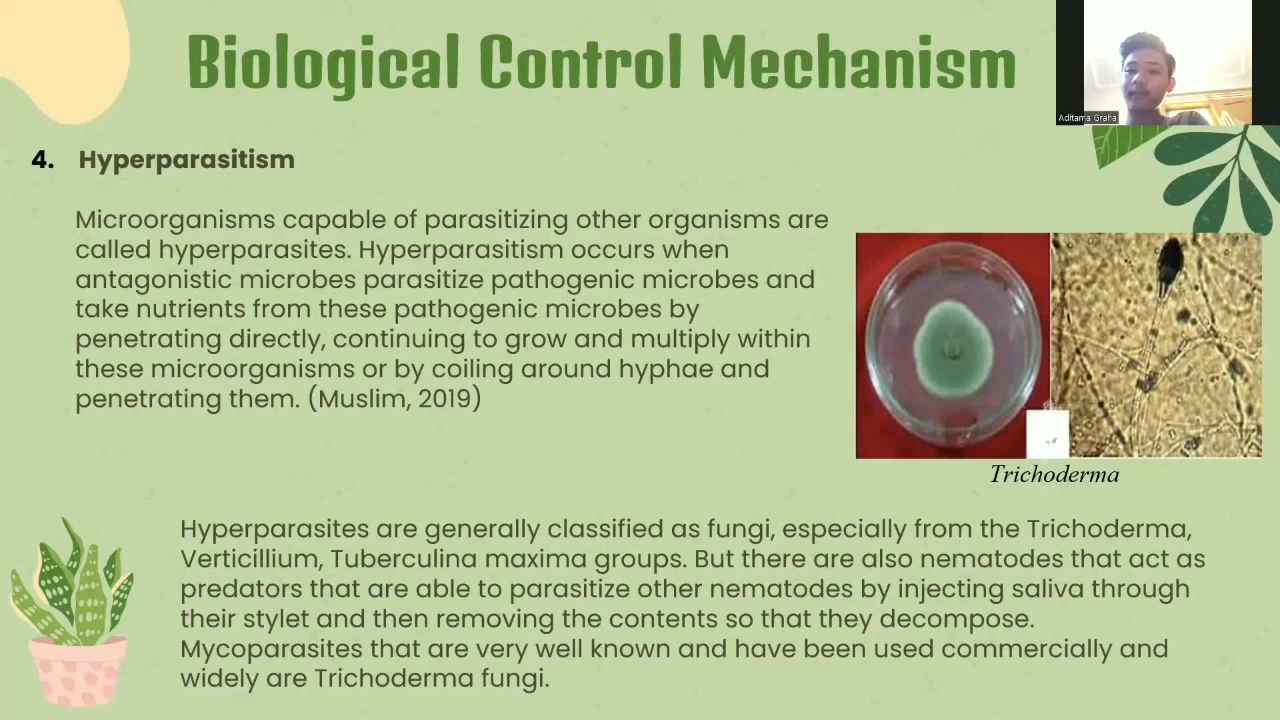 Biological Control Mechanism
Aditama Graha
4. Hyperparasitism
Microorganisms capable of parasitizing other organisms are
called hyperparasites. Hyperparasitism occurs when
antagonistic microbes parasitize pathogenic microbes and
take nutrients from these pathogenic microbes by
penetrating directly, continuing to grow and multiply within
these microorganisms or by coiling around hyphae and
penetrating them. (Muslim, 2019)
Trichoderma
Hyperparasites are generally classified as fungi, especially from the Trichoderma,
Verticillium, Tuberculina maxima groups. But there are also nematodes that act as
predators that are able to parasitize other nematodes by injecting saliva through
their stylet and then removing the contents so that they decompose.
Mycoparasites that are very well known and have been used commercially and
widely are Trichoderma fungi.